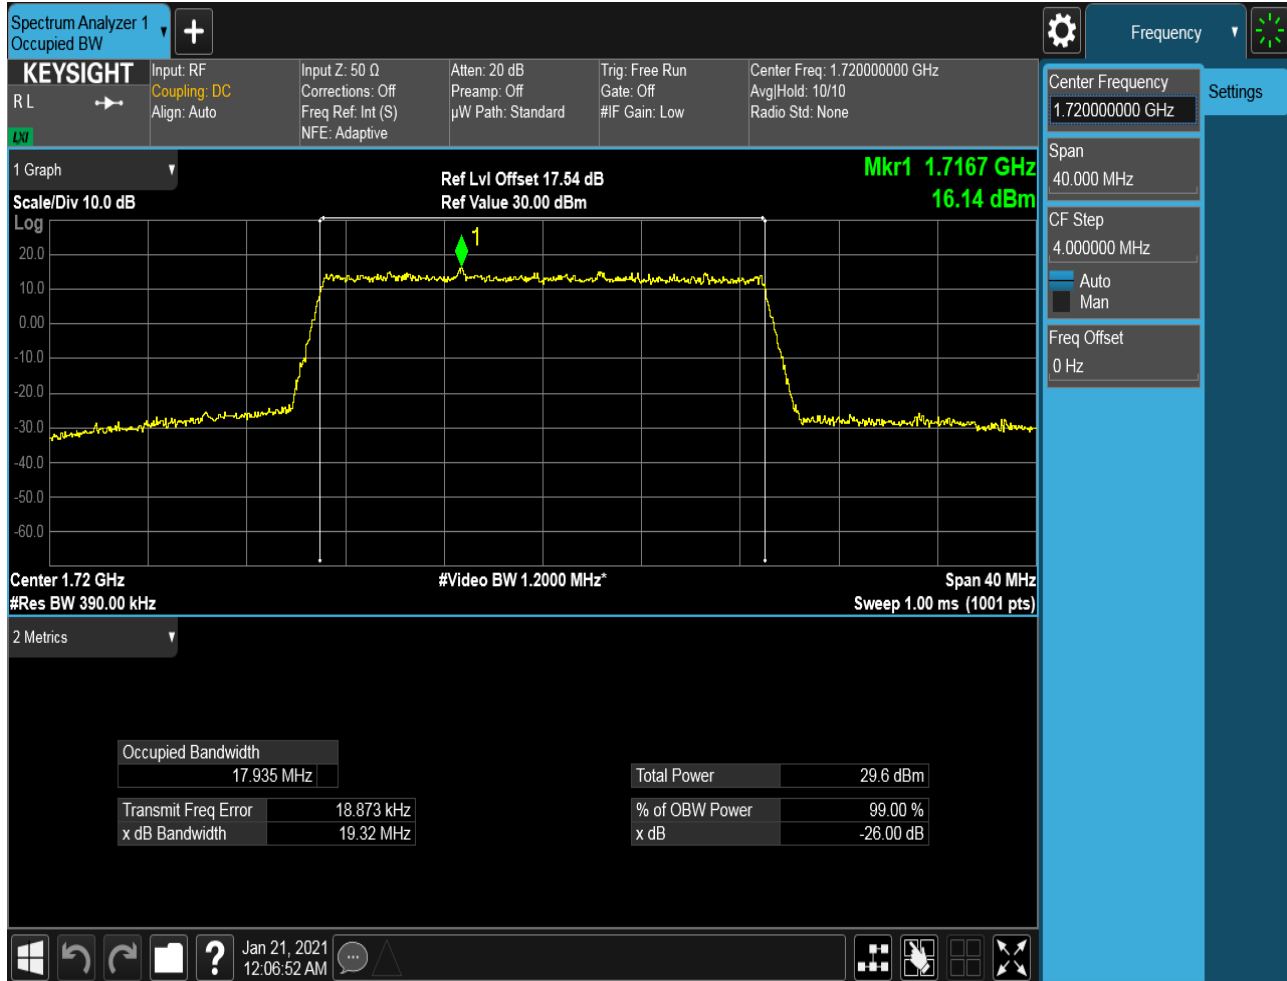 Spectrum Analyzer 1
Occupied BW
+
Frequency
KEYSIGHT
R L
LXI
Input: RF
Coupling: DC
Align: Auto
Input Z: 50 Ω
Corrections: Off
Freq Ref: Int (S)
NFE: Adaptive
Atten: 20 dB
Preamp: Off
µW Path: Standard
Trig: Free Run
Gate: Off
#IF Gain: Low
Center Freq: 1.720000000 GHz
Avg|Hold: 10/10
Radio Std: None
Center Frequency
1.720000000 GHz
Settings
Span
40.000 MHz
CF Step
4.000000 MHz
Auto
Man
Freq Offset
0 Hz
1 Graph
Scale/Div 10.0 dB
Ref Lvl Offset 17.54 dB
Ref Value 30.00 dBm
Mkr1 1.7167 GHz
16.14 dBm
Log
1
20.0
10.0
0.00
-10.0
-20.0
-30.0
-40.0
-50.0
-60.0
Center 1.72 GHz
#Video BW 1.2000 MHz*
Span 40 MHz
#Res BW 390.00 kHz
Sweep 1.00 ms (1001 pts)
2 Metrics
Occupied Bandwidth
17.935 MHz
Total Power 29.6 dBm
Transmit Freq Error 18.873 kHz
% of OBW Power 99.00 %
x dB Bandwidth 19.32 MHz
x dB -26.00 dB
?
Jan 21, 2021
12:06:52 AM